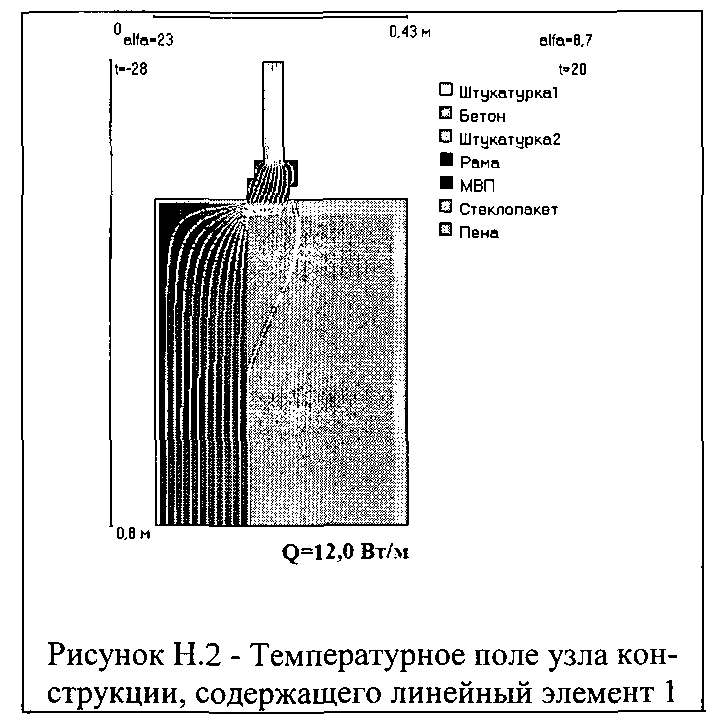 0
0,43 м
alfa=23
alfa=8,7
t=-28
t=20
Штукатурка1
Бетон
Штукатурка2
Рама
МВП
Стеклопакет
Пена
0,8 м
Q=12,0 Вт/м
Рисунок Н.2 - Температурное поле узла кон-
струкции, содержащего линейный элемент 1